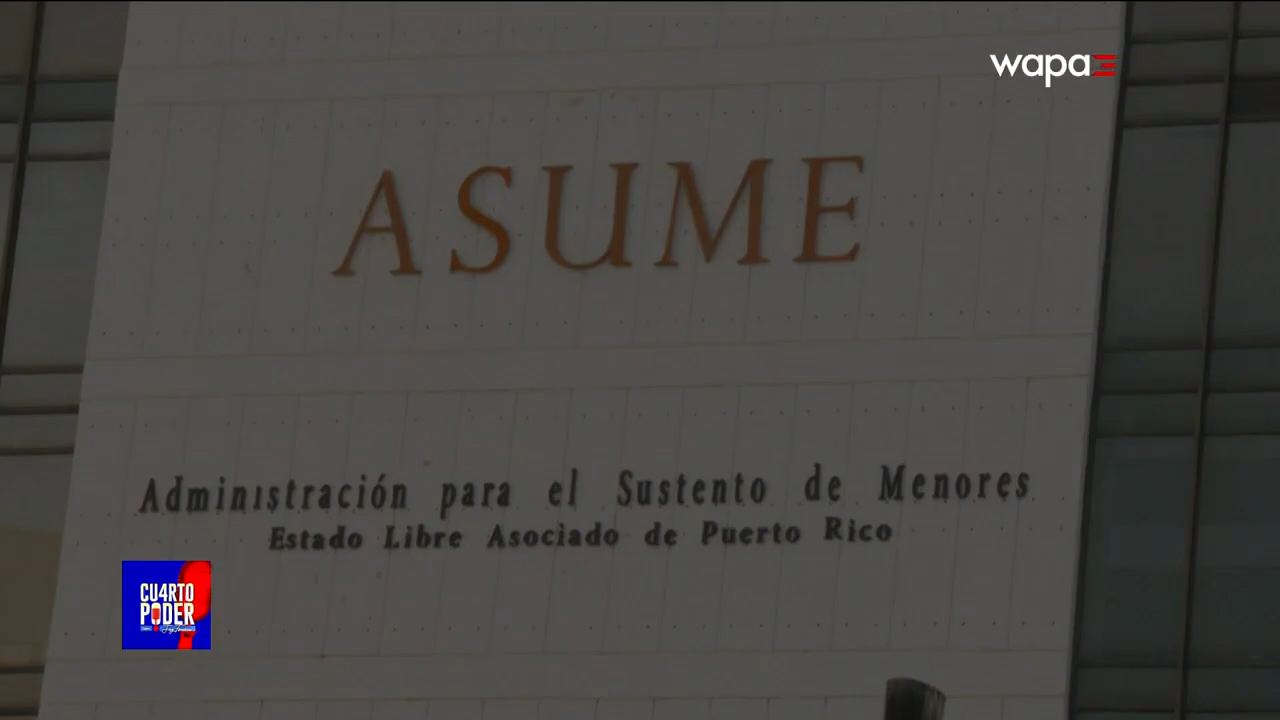 wapa
ASUME
Administración para el Sustento de Menores
Estado Libre Asociado de Puerto Rico
CU4RTO
PODER